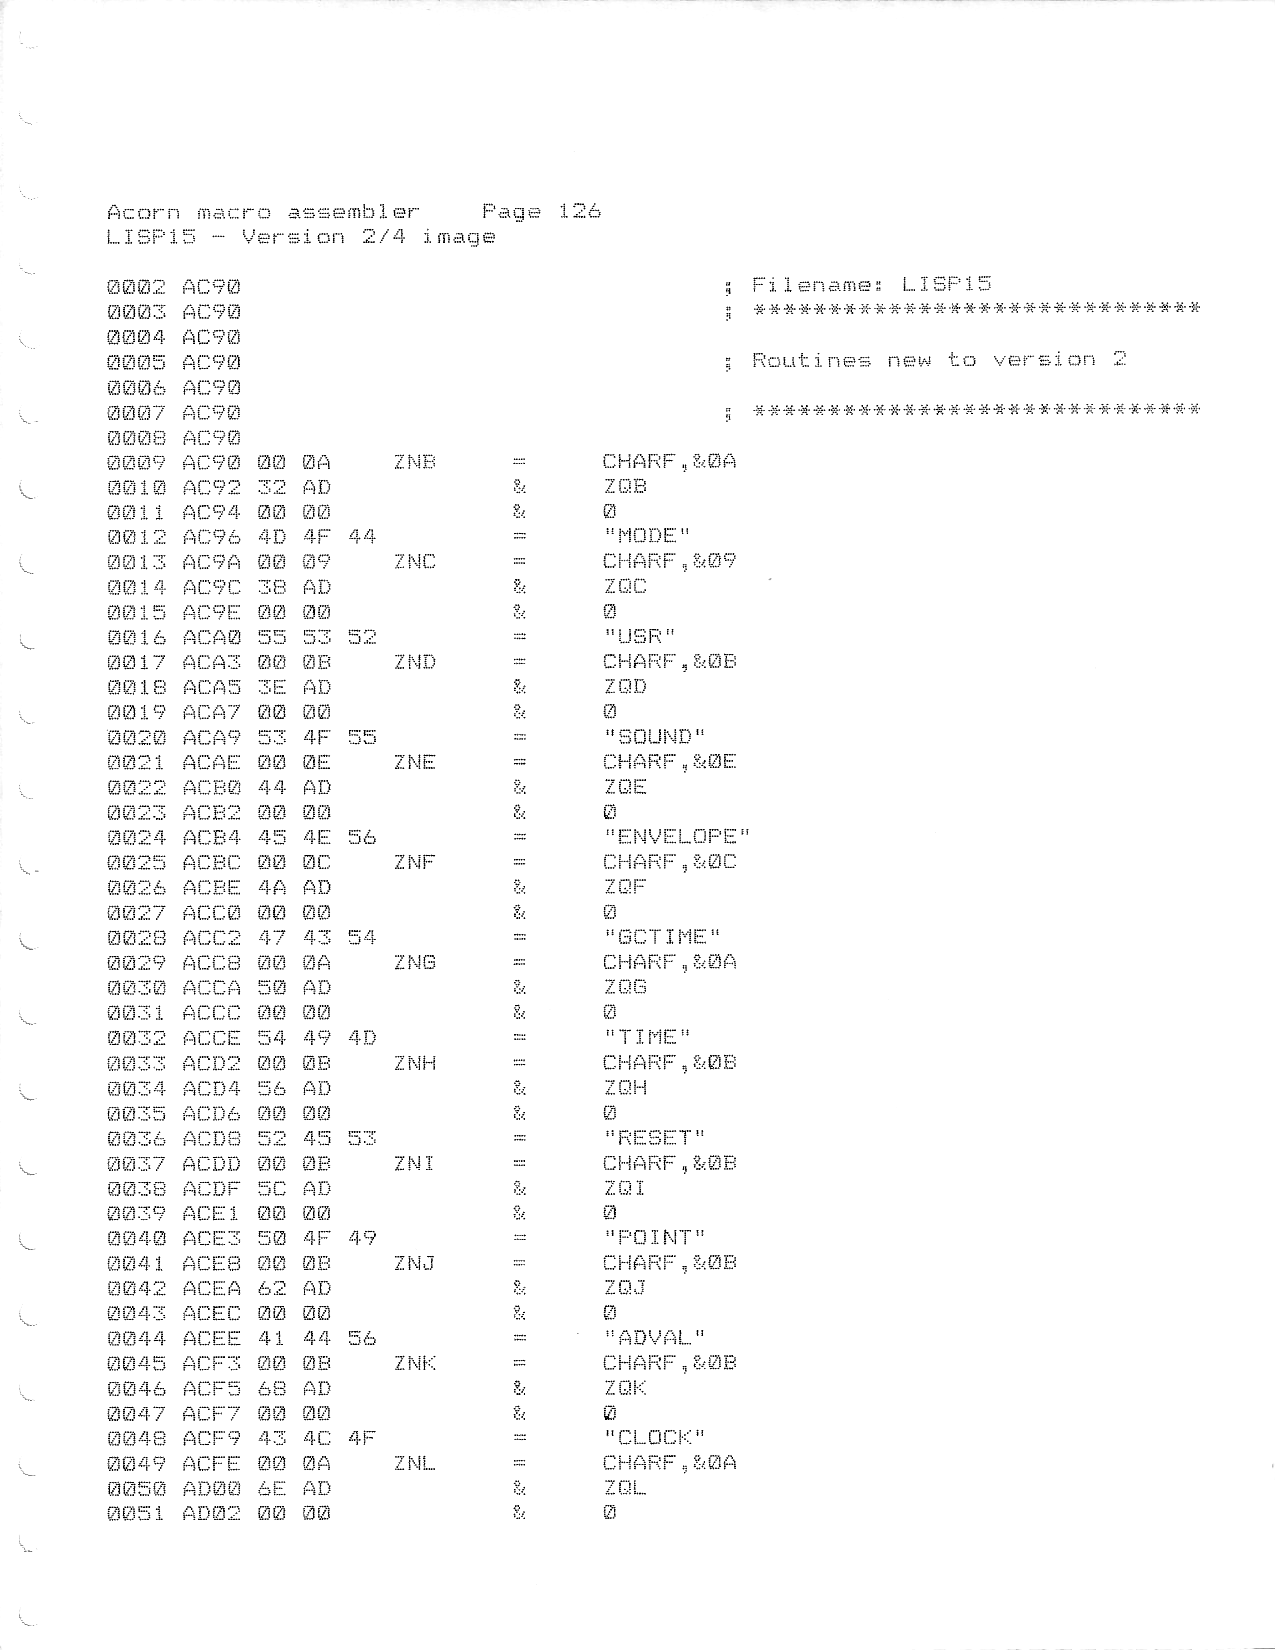 Acorn macro assembler    Page 126
LISP15 - Version 2/4 image
0002 AC90 ; Filename: LISP15
0003 AC90 ; ******************************
0004 AC90
0005 AC90 ; Routines new to version 2
0006 AC90
0007 AC90 ; ******************************
0008 AC90
0009 AC90 00 0A ZNB = CHARF,&0A
0010 AC92 32 AD & ZQB
0011 AC94 00 00 & 0
0012 AC96 4D 4F 44 = "MODE"
0013 AC9A 00 09 ZNC = CHARF,&09
0014 AC9C 38 AD & ZQC
0015 AC9E 00 00 & 0
0016 ACA0 55 53 52 = "USR"
0017 ACA3 00 0B ZND = CHARF,&0B
0018 ACA5 3E AD & ZQD
0019 ACA7 00 00 & 0
0020 ACA9 53 4F 55 = "SOUND"
0021 ACAE 00 0E ZNE = CHARF,&0E
0022 ACB0 44 AD & ZQE
0023 ACB2 00 00 & 0
0024 ACB4 45 4E 56 = "ENVELOPE"
0025 ACBC 00 0C ZNF = CHARF,&0C
0026 ACBE 4A AD & ZQF
0027 ACC0 00 00 & 0
0028 ACC2 47 43 54 = "GCTIME"
0029 ACC8 00 0A ZNG = CHARF,&0A
0030 ACCA 50 AD & ZQG
0031 ACCC 00 00 & 0
0032 ACCE 54 49 4D = "TIME"
0033 ACD2 00 0B ZNH = CHARF,&0B
0034 ACD4 56 AD & ZQH
0035 ACD6 00 00 & 0
0036 ACD8 52 45 53 = "RESET"
0037 ACDD 00 0B ZNI = CHARF,&0B
0038 ACDF 5C AD & ZQI
0039 ACE1 00 00 & 0
0040 ACE3 50 4F 49 = "POINT"
0041 ACE8 00 0B ZNJ = CHARF,&0B
0042 ACEA 62 AD & ZQJ
0043 ACEC 00 00 & 0
0044 ACEE 41 44 56 = "ADVAL"
0045 ACF3 00 0B ZNK = CHARF,&0B
0046 ACF5 68 AD & ZQK
0047 ACF7 00 00 & 0
0048 ACF9 43 4C 4F = "CLOCK"
0049 ACFE 00 0A ZNL = CHARF,&0A
0050 AD00 6E AD & ZQL
0051 AD02 00 00 & 0